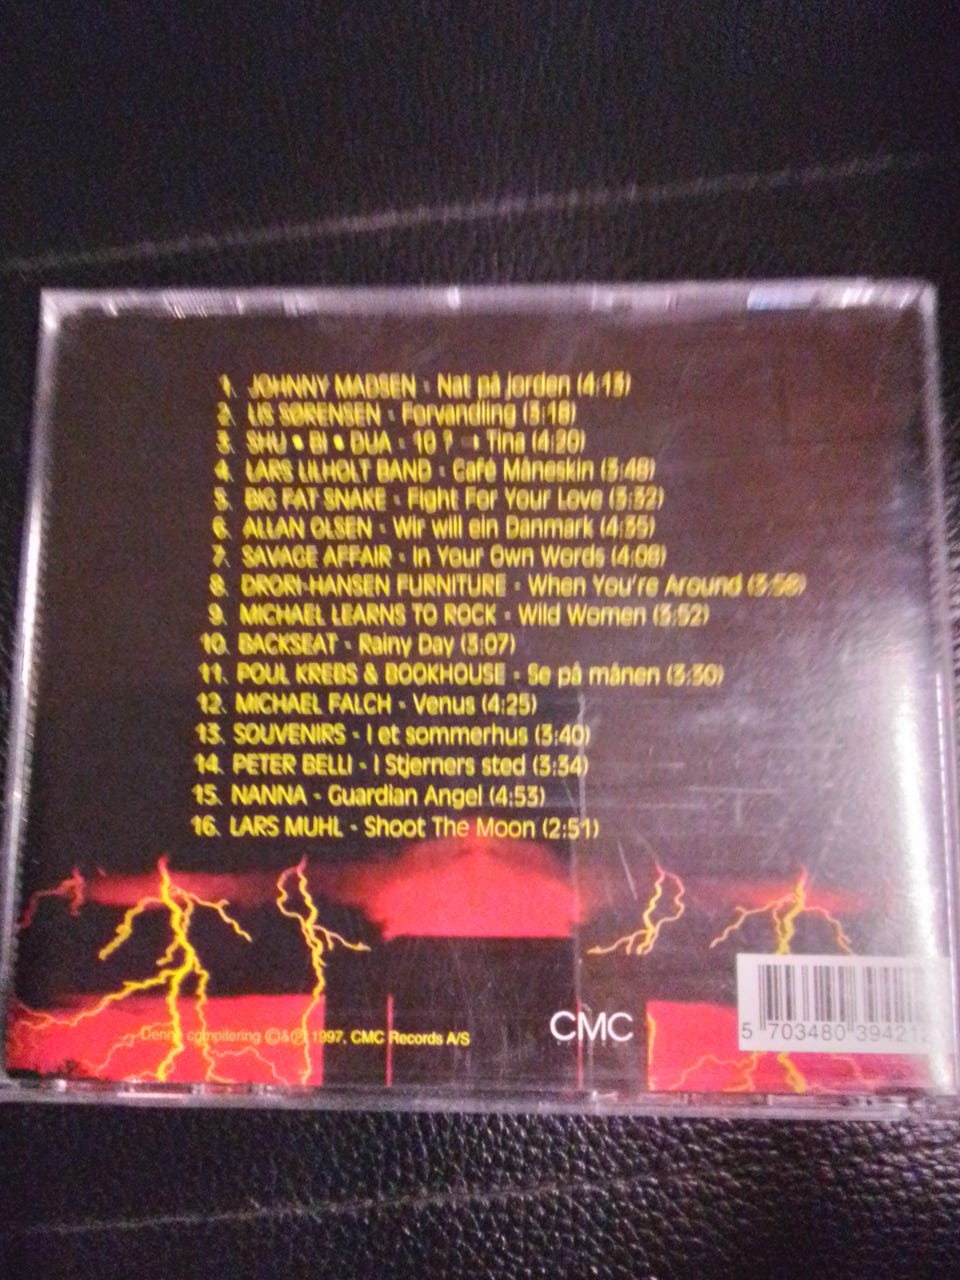 1. JOHNNY MADSEN - Nat på jorden (4:13)
2. LIS SØRENSEN - Forvandling (3:18)
3. SHU • BI • DUA - 10 ? → Tina (4:20)
4. LARS LILHOLT BAND - Café Måneskin (3:48)
5. BIG FAT SNAKE - Fight For Your Love (3:32)
6. ALLAN OLSEN - Wir will ein Danmark (4:35)
7. SAVAGE AFFAIR - In Your Own Words (4:08)
8. DRORI-HANSEN FURNITURE - When You're Around (3:58)
9. MICHAEL LEARNS TO ROCK - Wild Women (3:52)
10. BACKSEAT - Rainy Day (3:07)
11. POUL KREBS & BOOKHOUSE - Se på månen (3:30)
12. MICHAEL FALCH - Venus (4:25)
13. SOUVENIRS - I et sommerhus (3:40)
14. PETER BELLI - I Stjerners sted (3:34)
15. NANNA - Guardian Angel (4:53)
16. LARS MUHL - Shoot The Moon (2:51)
Denne compilering ©&℗ 1997, CMC Records A/S
CMC
5 703480 394212